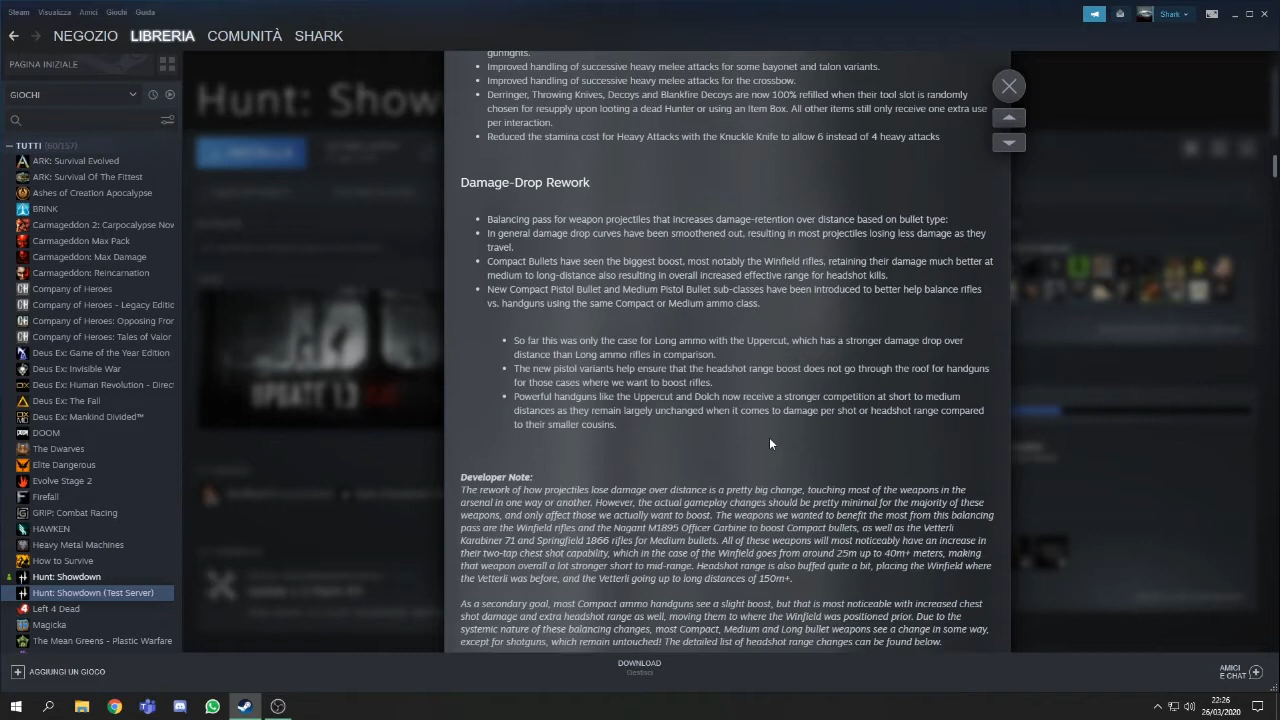 Steam Visualizza Amici Giochi Guida
Shark
NEGOZIO LIBRERIA COMUNITÀ SHARK
PAGINA INIZIALE
GIOCHI
TUTTI (60/157)
ARK: Survival Evolved
ARK: Survival Of The Fittest
Ashes of Creation Apocalypse
BRINK
Carmageddon 2: Carpocalypse Now
Carmageddon Max Pack
Carmageddon: Max Damage
Carmageddon: Reincarnation
Company of Heroes
Company of Heroes - Legacy Editic
Company of Heroes: Opposing Fron
Company of Heroes: Tales of Valor
Deus Ex: Game of the Year Edition
Deus Ex: Invisible War
Deus Ex: Human Revolution - Direct
Deus Ex: The Fall
Deus Ex: Mankind Divided™
DOOM
The Dwarves
Elite Dangerous
Evolve Stage 2
Firefall
GRIP: Combat Racing
HAWKEN
Heavy Metal Machines
How to Survive
Hunt: Showdown
Hunt: Showdown (Test Server)
Left 4 Dead
Magicka
The Mean Greens - Plastic Warfare
AGGIUNGI UN GIOCO
Hunt: Show
INSTALLA
UPDATE 1.3
gunfights.
• Improved handling of successive heavy melee attacks for some bayonet and talon variants.
• Improved handling of successive heavy melee attacks for the crossbow.
• Derringer, Throwing Knives, Decoys and Blankfire Decoys are now 100% refilled when their tool slot is randomly
chosen for resupply upon looting a dead Hunter or using an Item Box. All other items still only receive one extra use
per interaction.
• Reduced the stamina cost for Heavy Attacks with the Knuckle Knife to allow 6 instead of 4 heavy attacks
Damage-Drop Rework
• Balancing pass for weapon projectiles that increases damage-retention over distance based on bullet type:
• In general damage drop curves have been smoothened out, resulting in most projectiles losing less damage as they
travel.
• Compact Bullets have seen the biggest boost, most notably the Winfield rifles, retaining their damage much better at
medium to long-distance also resulting in overall increased effective range for headshot kills.
• New Compact Pistol Bullet and Medium Pistol Bullet sub-classes have been introduced to better help balance rifles
vs. handguns using the same Compact or Medium ammo class.
• So far this was only the case for Long ammo with the Uppercut, which has a stronger damage drop over
distance than Long ammo rifles in comparison.
• The new pistol variants help ensure that the headshot range boost does not go through the roof for handguns
for those cases where we want to boost rifles.
• Powerful handguns like the Uppercut and Dolch now receive a stronger competition at short to medium
distances as they remain largely unchanged when it comes to damage per shot or headshot range compared
to their smaller cousins.
Developer Note:
The rework of how projectiles lose damage over distance is a pretty big change, touching most of the weapons in the
arsenal in one way or another. However, the actual gameplay changes should be pretty minimal for the majority of these
weapons, and only affect those we actually want to boost. The weapons we wanted to benefit the most from this balancing
pass are the Winfield rifles and the Nagant M1895 Officer Carbine to boost Compact bullets, as well as the Vetterli
Karabiner 71 and Springfield 1866 rifles for Medium bullets. All of these weapons will most noticeably have an increase in
their two-tap chest shot capability, which in the case of the Winfield goes from around 25m up to 40m+ meters, making
that weapon overall a lot stronger short to mid-range. Headshot range is also buffed quite a bit, placing the Winfield where
the Vetterli was before, and the Vetterli going up to long distances of 150m+.
As a secondary goal, most Compact ammo handguns see a slight boost, but that is most noticeable with increased chest
shot damage and extra headshot range as well, moving them to where the Winfield was positioned prior. Due to the
systemic nature of these balancing changes, most Compact, Medium and Long bullet weapons see a change in some way,
except for shotguns, which remain untouched! The detailed list of headshot range changes can be found below.
DOWNLOAD
Gestisci
AMICI
E CHAT
22:26
26/03/2020